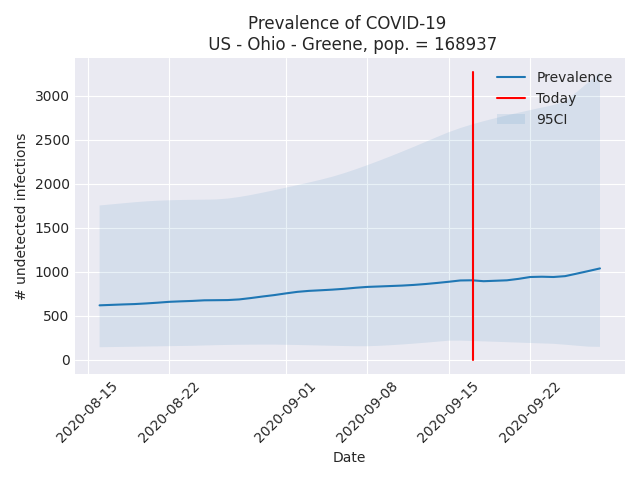 Prevalence of COVID-19
US - Ohio - Greene, pop. = 168937
Prevalence
Today
95CI
# undetected infections
3000
2500
2000
1500
1000
500
0
2020-08-15
2020-08-22
2020-09-01
2020-09-08
2020-09-15
2020-09-22
Date